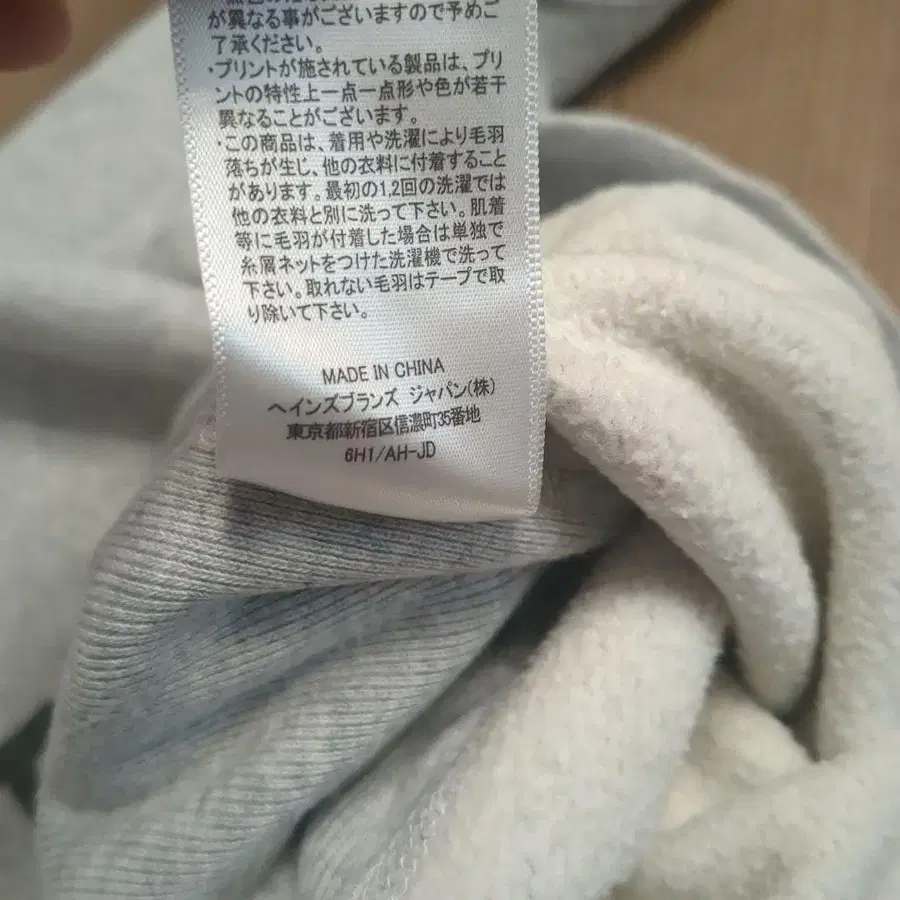 が異なる事がございますので予めご
了承ください。
・プリントが施されている製品は、プリ
ントの特性上一点一点形や色が若干
異なることがございます。
・この商品は、着用や洗濯により毛羽
落ちが生じ、他の衣料に付着すること
があります。最初の1,2回の洗濯では
他の衣料と別に洗って下さい。肌着
等に毛羽が付着した場合は単独で
糸屑ネットをつけた洗濯機で洗って
下さい。取れない毛羽はテープで取
り除いて下さい。
MADE IN CHINA
ヘインズブランズ ジャパン(株)
東京都新宿区信濃町35番地
6H1/AH-JD